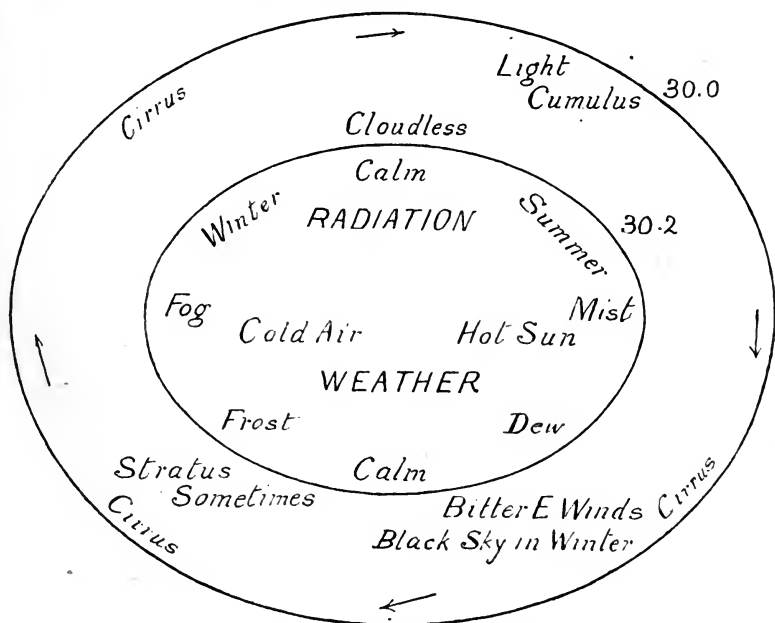 Light
Cumulus
30.0
Cirrus
Cloudless
Calm
Winter
RADIATION
Summer
30.2
Fog
Cold Air
Hot Sun
Mist
WEATHER
Frost
Dew
Stratus
Sometimes
Calm
Cirrus
Bitter E Winds
Black Sky in Winter
Cirrus